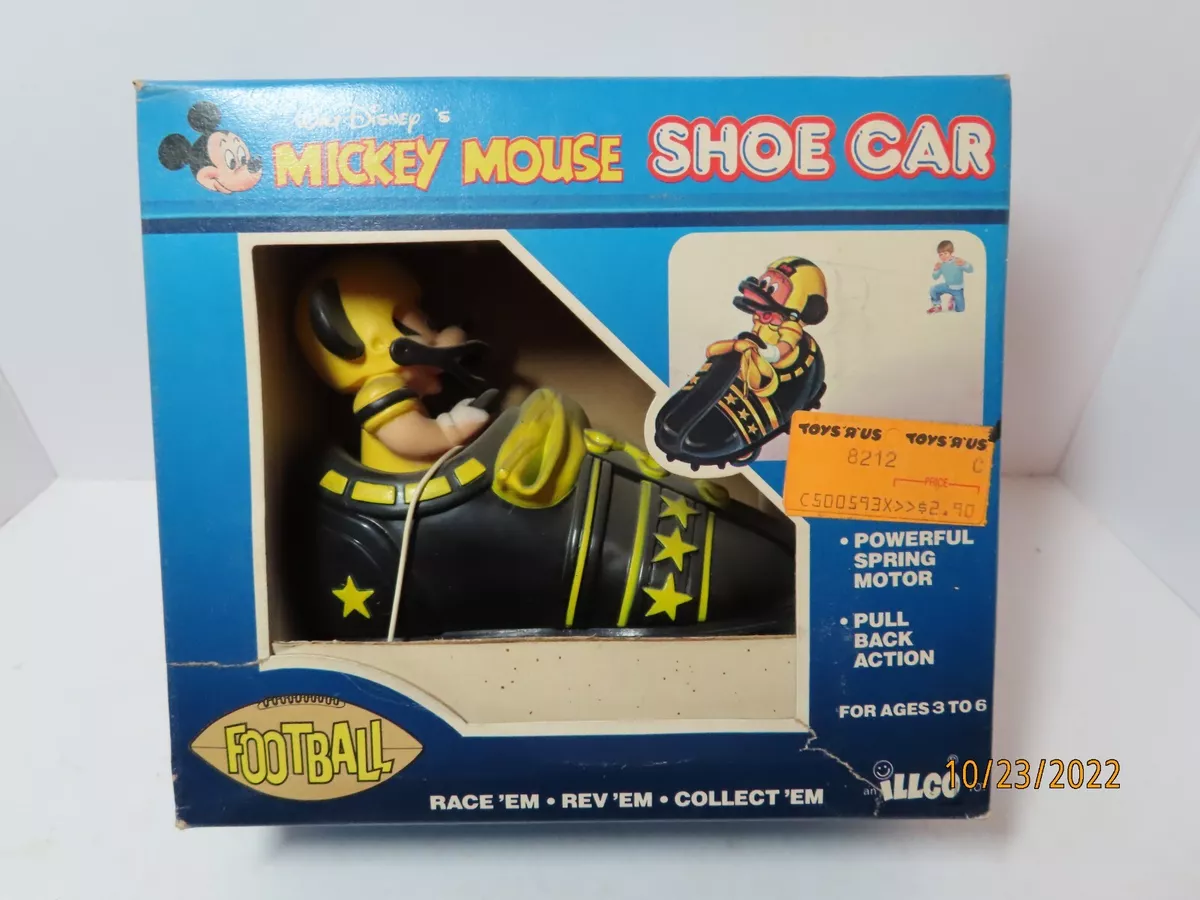 Walt Disney's
MICKEY MOUSE SHOE CAR
TOYS "R" US TOYS "R" US
8212 C
PRICE
C500593X>>$2.90
• POWERFUL
SPRING
MOTOR
• PULL
BACK
ACTION
FOR AGES 3 TO 6
FOOTBALL
RACE 'EM • REV 'EM • COLLECT 'EM
an iLLCO
10/23/2022